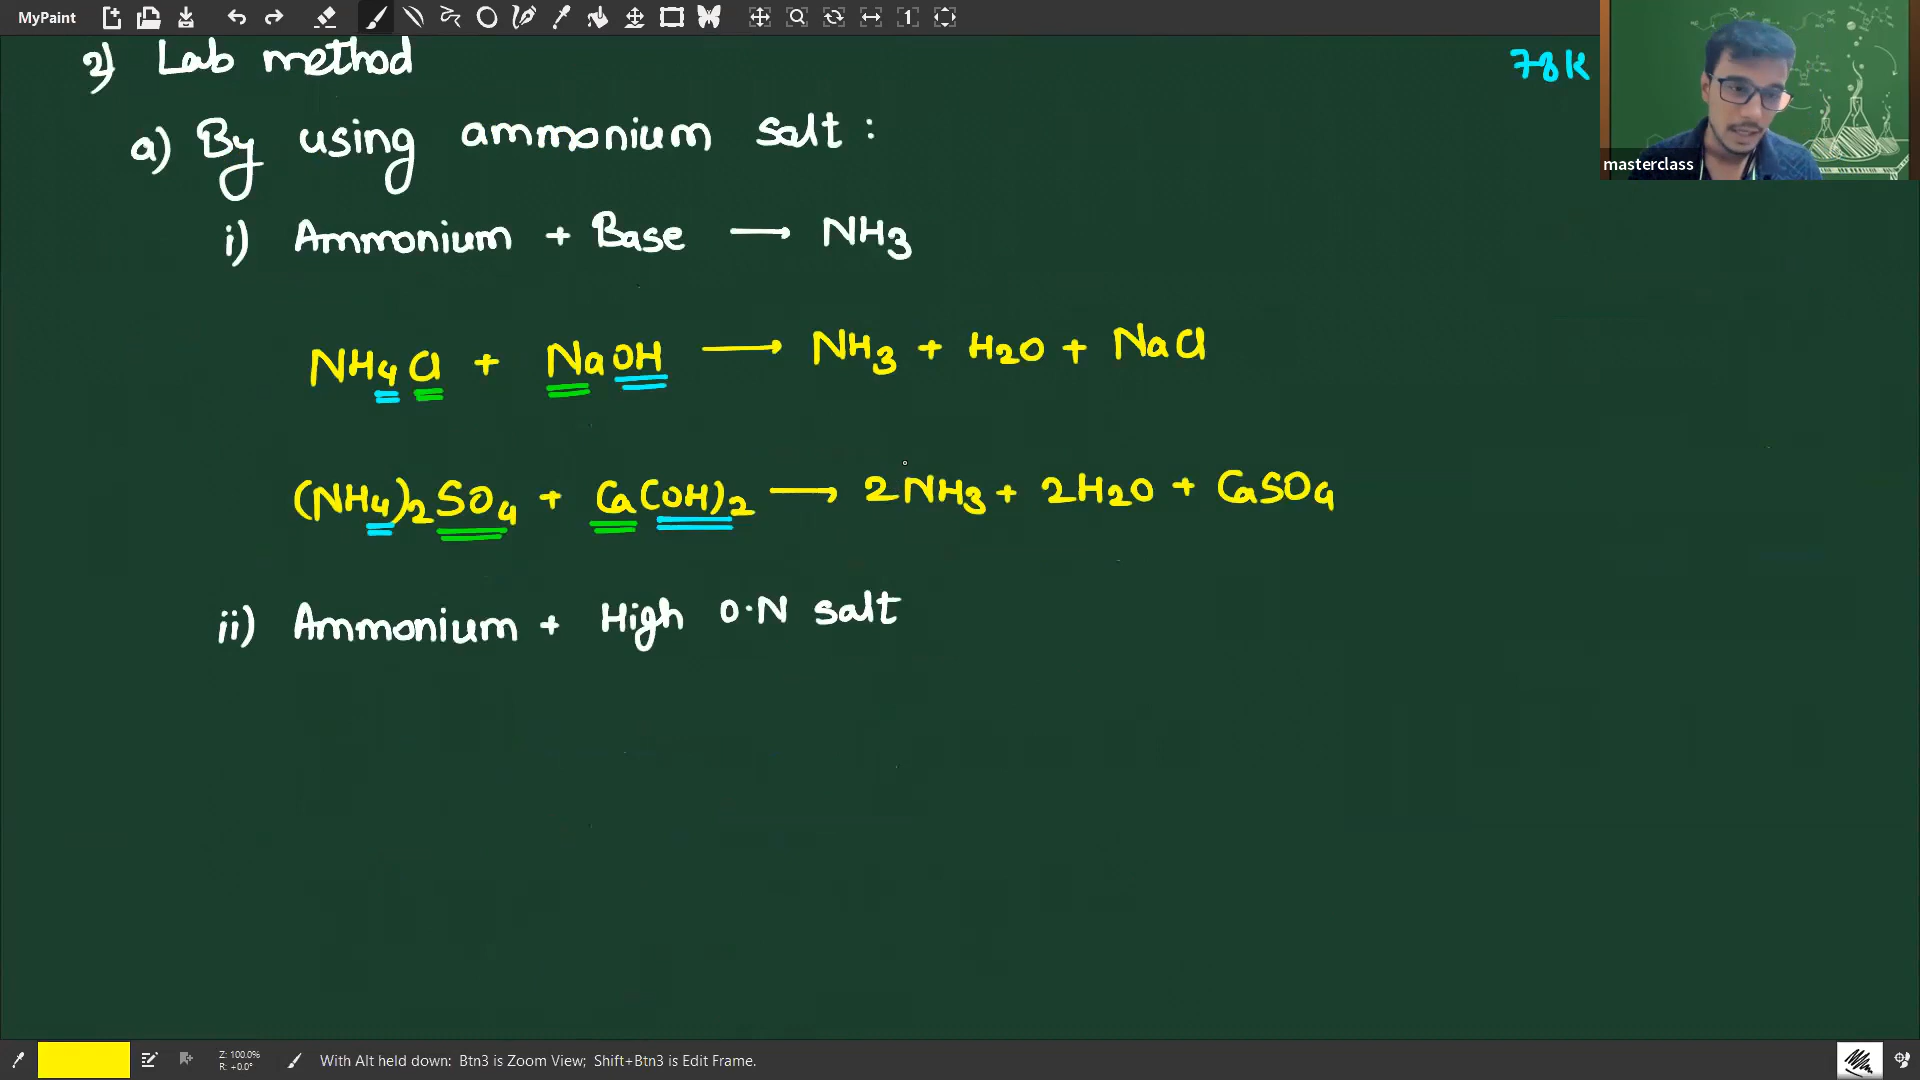 MyPaint
2) Lab method
78K
masterclass
a) By using ammonium salt :
i) Ammonium + Base → NH3
NH4Cl + NaOH → NH3 + H2O + NaCl
(NH4)2SO4 + Ca(OH)2 → 2NH3 + 2H2O + CaSO4
ii) Ammonium + High O.N salt
Z: 100.0%
R: +0.0°
With Alt held down: Btn3 is Zoom View; Shift+Btn3 is Edit Frame.